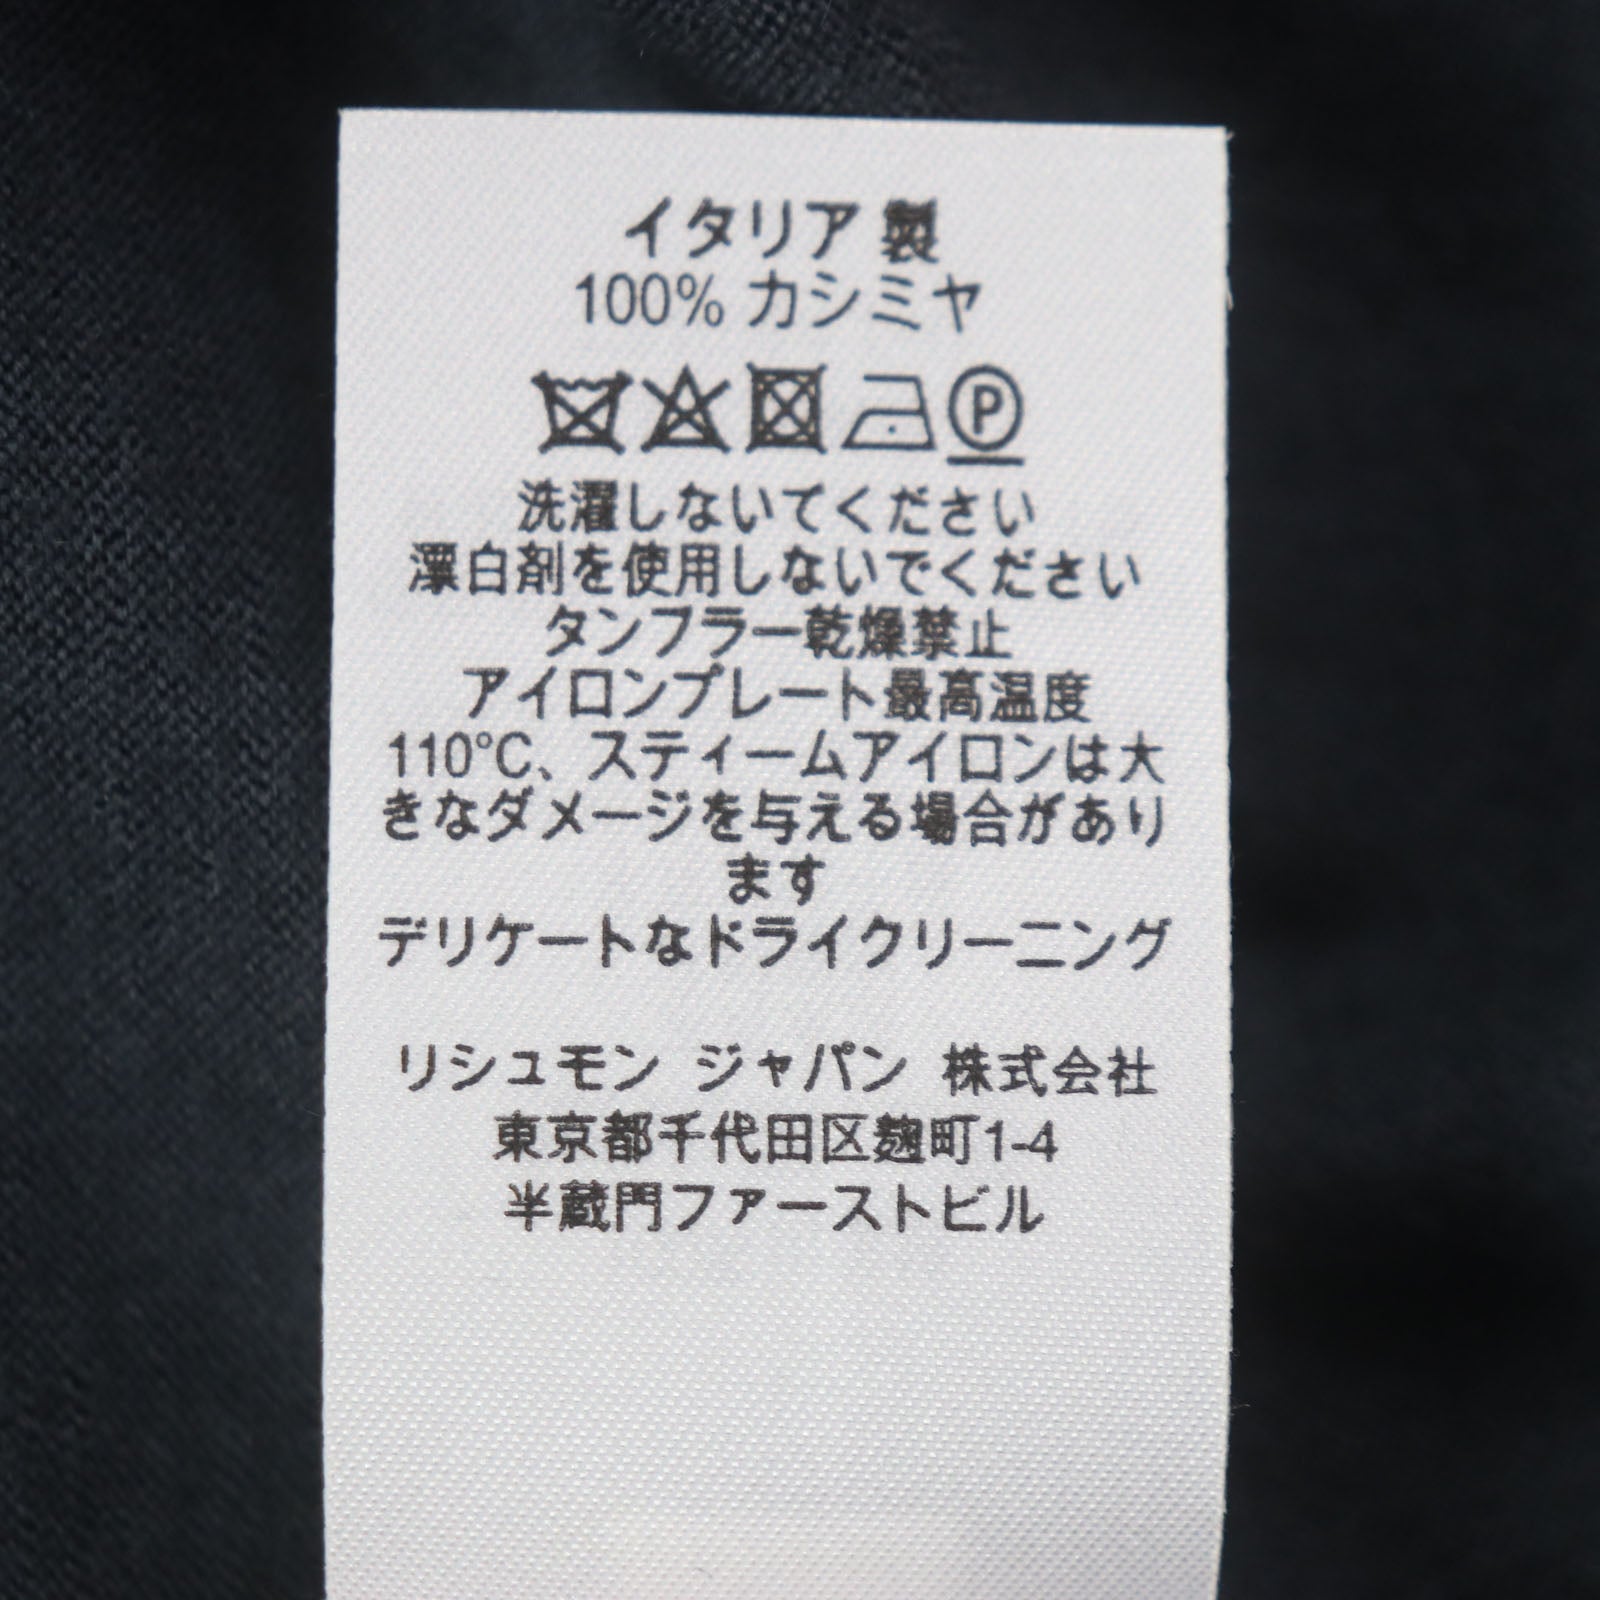 イタリア 製
100% カシミヤ
P
洗濯しないてください
漂白剤を使用しないでください
タンフラー乾燥禁止
アイロンプレート最高温度
110°C、スティームアイロンは大
きなダメージを与える場合があり
ます
デリケートなドライクリーニング
リシュモン ジャパン 株式会社
東京都千代田区麹町1-4
半蔵門ファーストビル